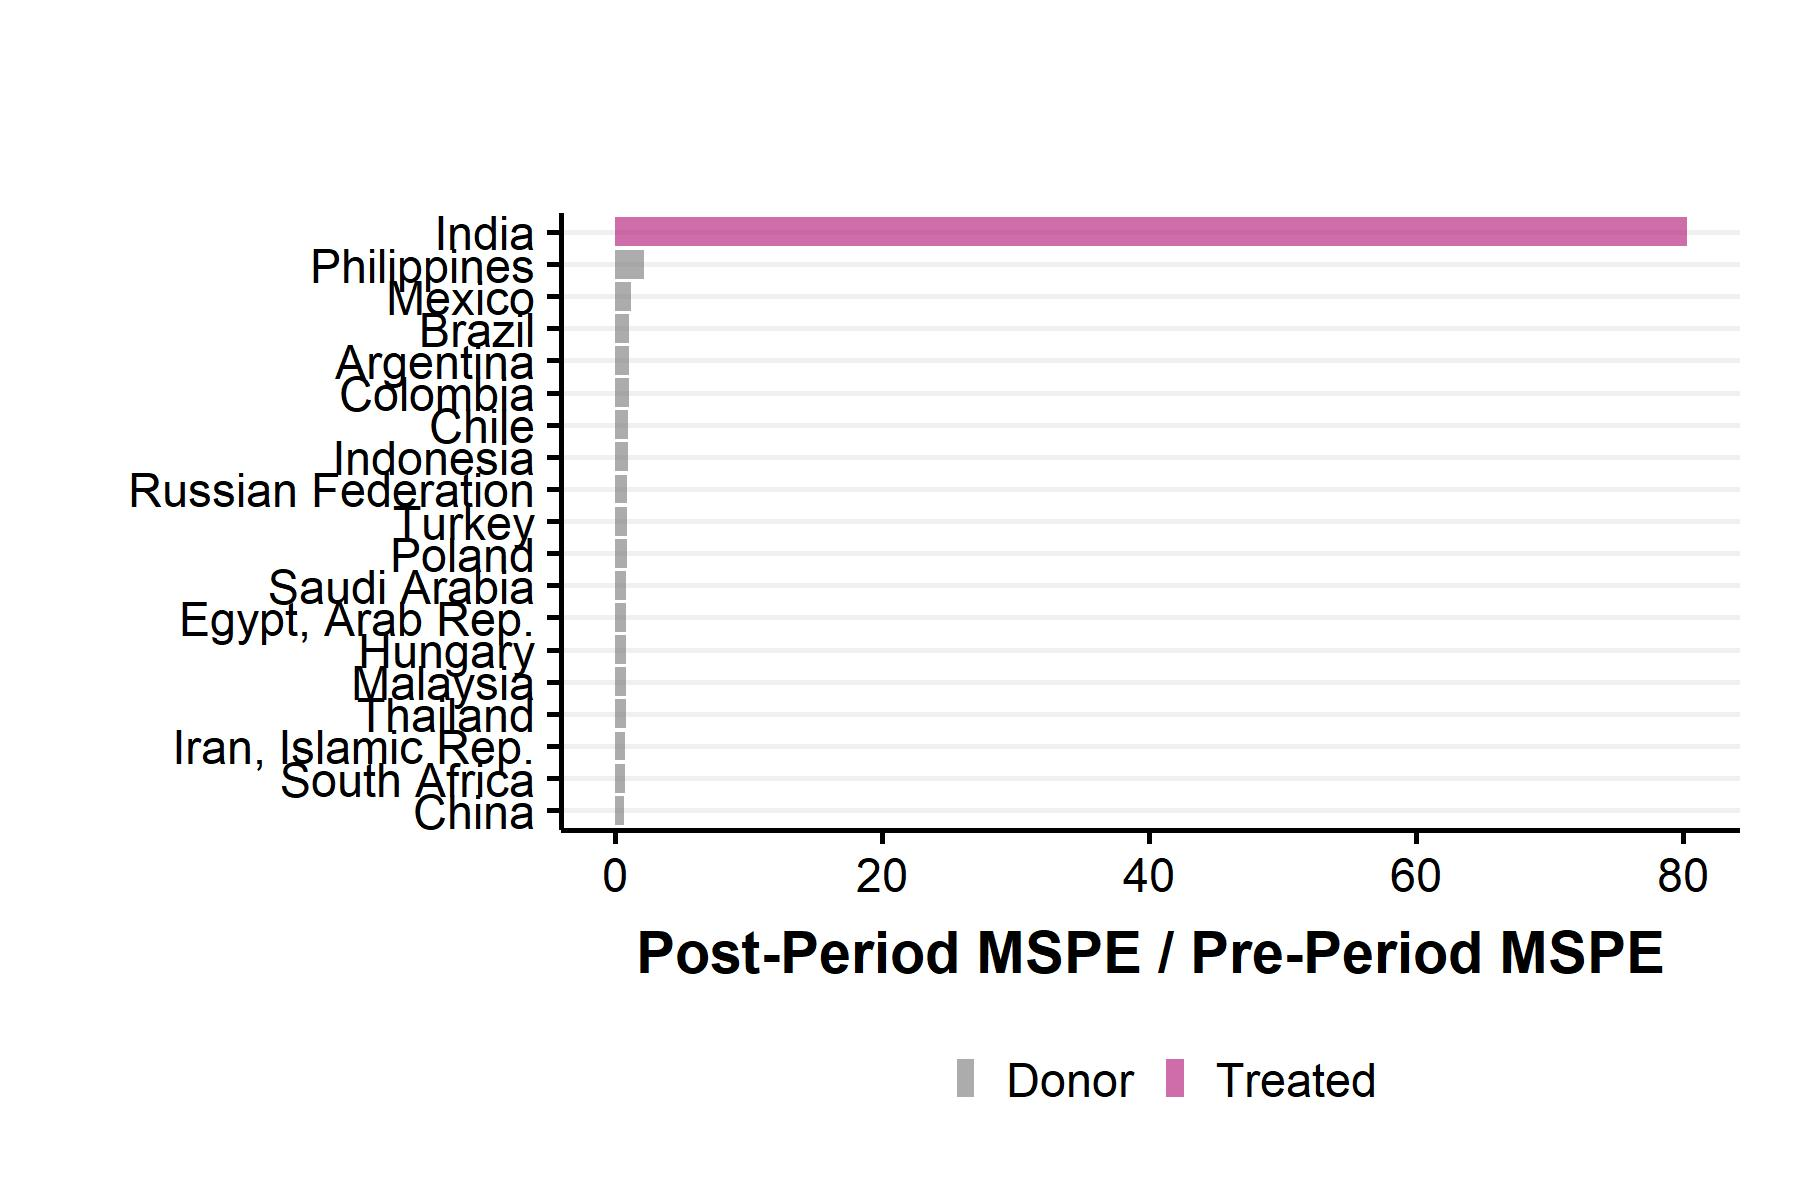 India
Philippines
Mexico
Brazil
Argentina
Colombia
Chile
Indonesia
Russian Federation
Turkey
Poland
Saudi Arabia
Egypt, Arab Rep.
Hungary
Malaysia
Thailand
Iran, Islamic Rep.
South Africa
China
0 20 40 60 80
Post-Period MSPE / Pre-Period MSPE
Donor Treated